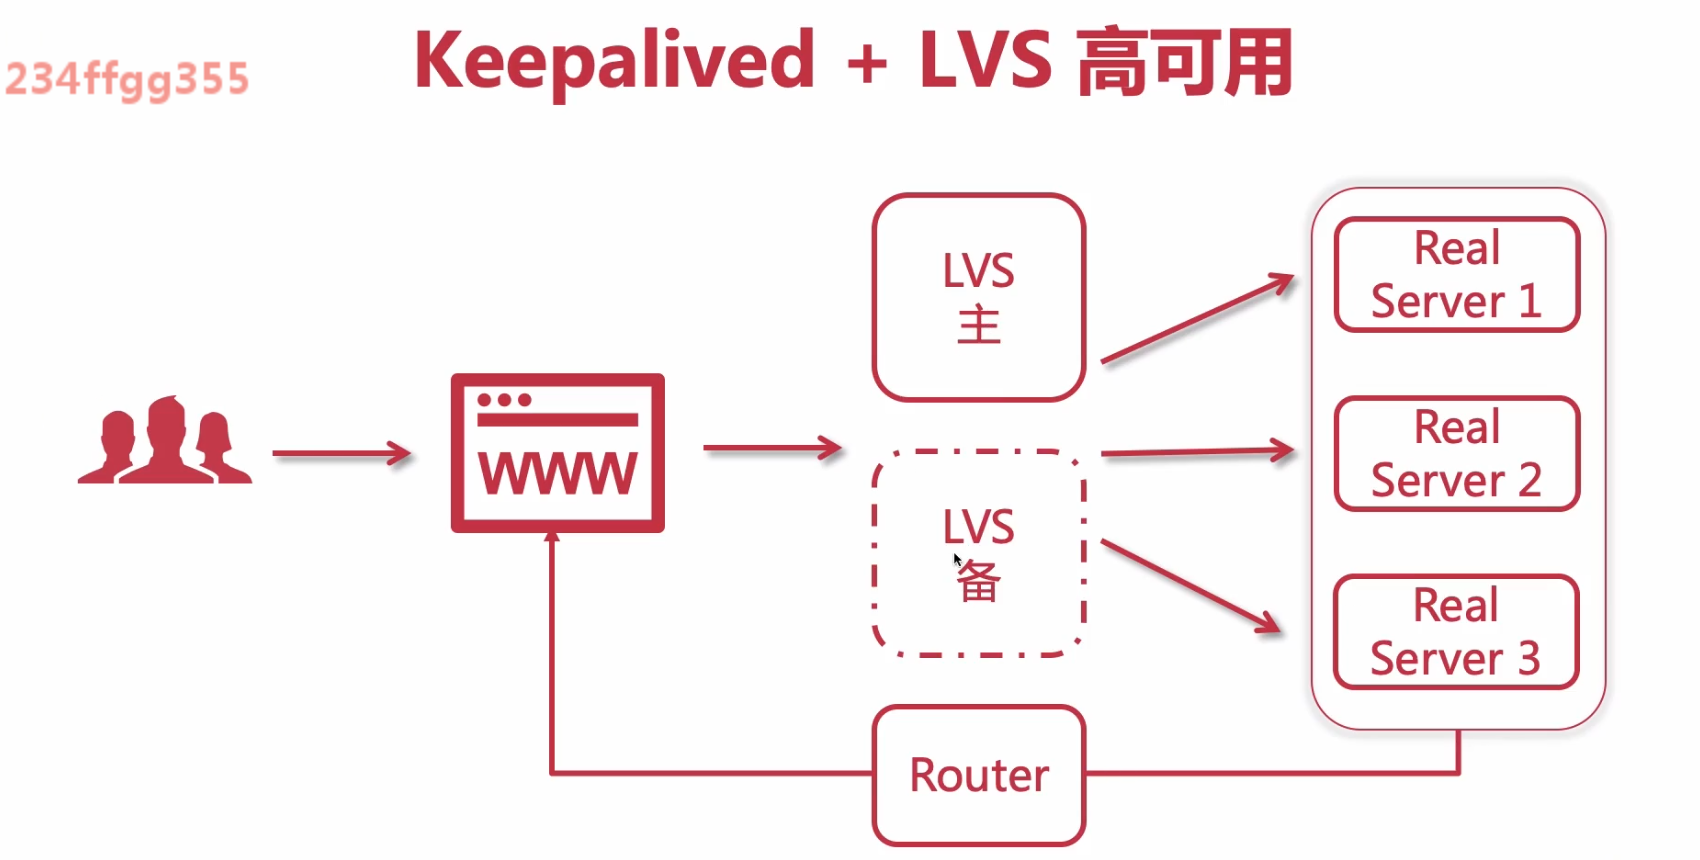 Keepalived + LVS 高可用
234ffgg355
LVS
主
Real
Server 1
WWW
LVS
备
Real
Server 2
Real
Server 3
Router